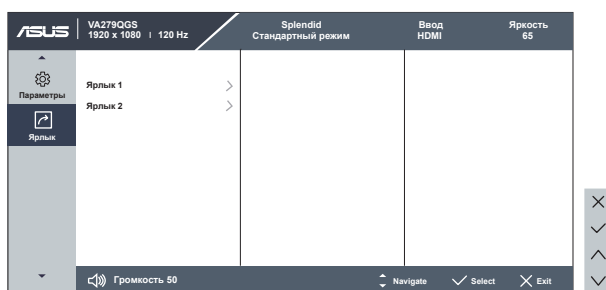 ASUS
VA279QGS
1920 x 1080 | 120 Hz
Splendid
Стандартный режим
Ввод
HDMI
Яркость
65
Параметры
Ярлык
Ярлык 1
Ярлык 2
Громкость 50
Navigate
Select
Exit